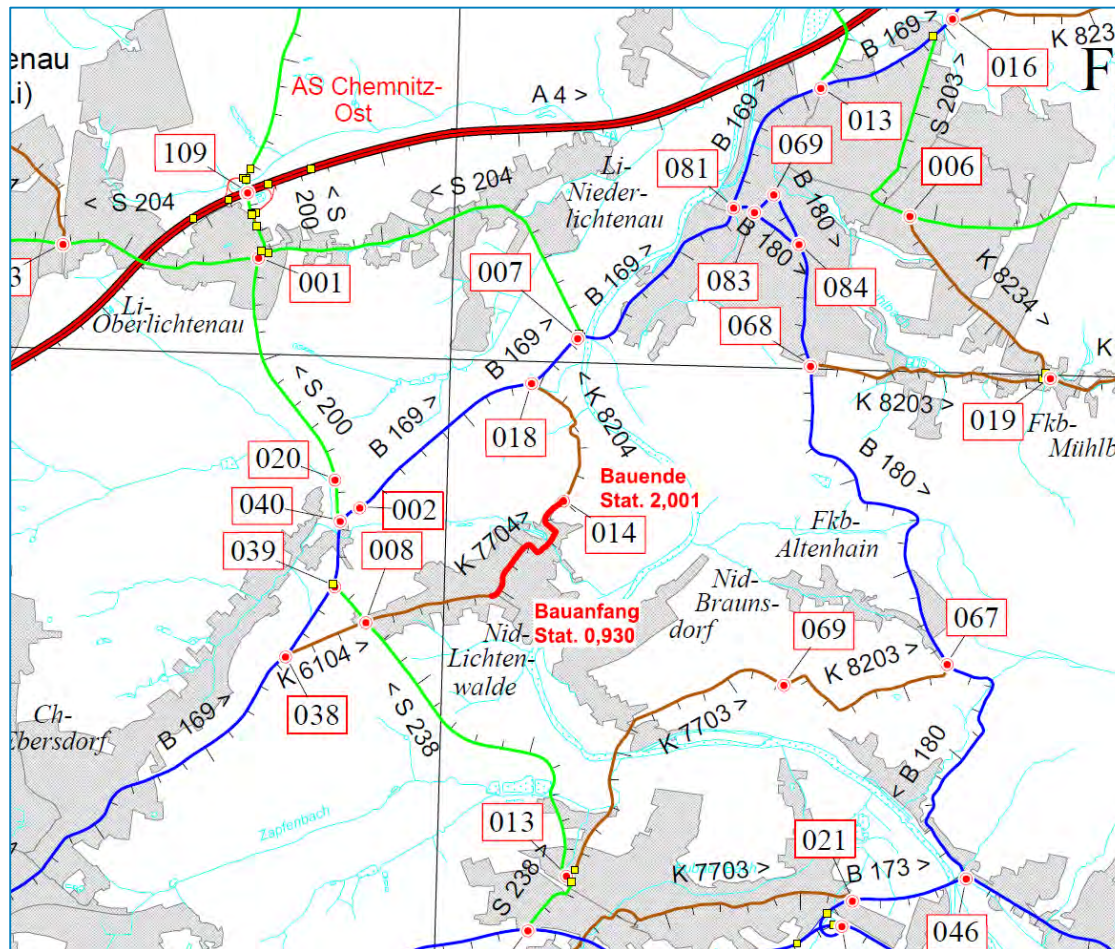 enau
i)
AS Chemnitz-
Ost
A 4 >
B 169 >
K 823
016
F
B 169 >
S 203 >
013
109
081
069
006
Li-
Nieder-
lichtenau
< S 204
< S 204
< S
200
B 180 >
3
001
007
B 169 >
083
B 180 >
084
K 8234 >
Li-
Oberlichtenau
B 169 >
068
K
< S 200
< K 8204
K 8203 >
019
Fkb-
Mühlb
B 169 >
018
020
B 180 >
Bauende
Stat. 2,001
040
002
K 7704>
014
Fkb-
Altenhain
039
008
Nid-
Brauns-
dorf
Bauanfang
Stat. 0,930
067
K 6104 >
Nid-
Lichten-
walde
069
K 8203 >
038
< S 238
K 7703 >
Ch-
Ebersdorf
B 169 >
< B 180
Zapfenbach
013
021
S 238 >
K 7703 >
B 173 >
046